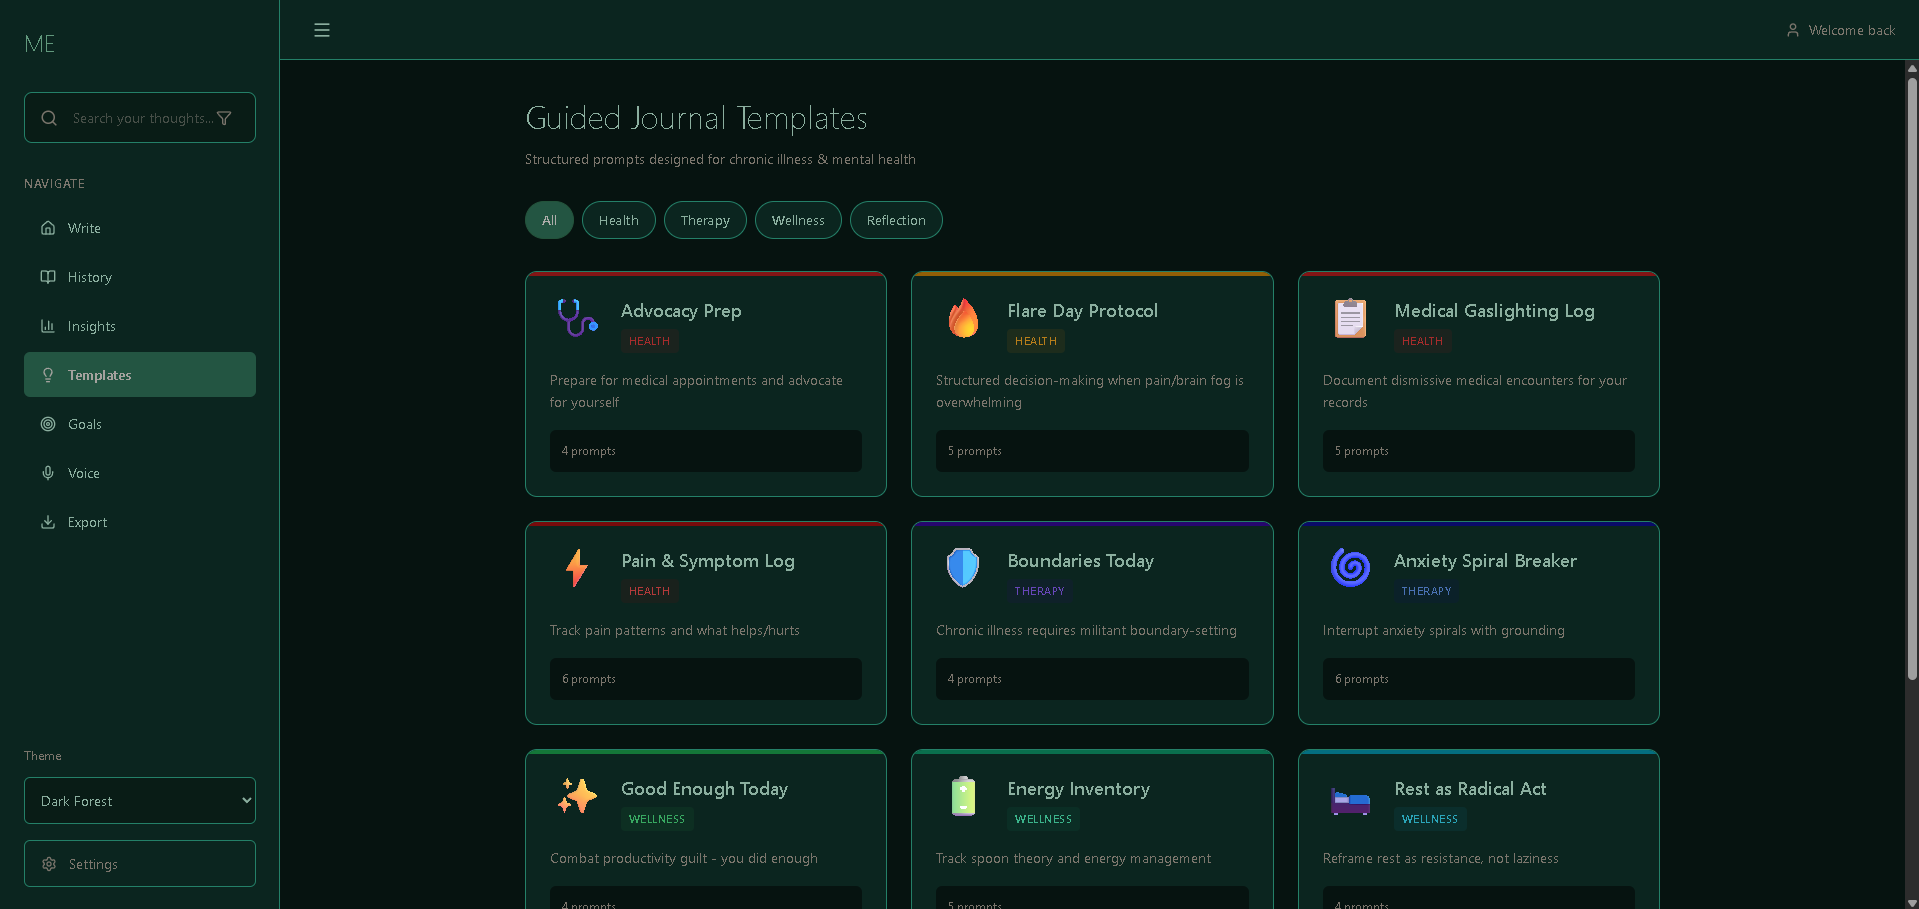 ME
Search your thoughts...
NAVIGATE
Write
History
Insights
Templates
Goals
Voice
Export
Theme
Dark Forest
Settings
Welcome back
Guided Journal Templates
Structured prompts designed for chronic illness & mental health
All
Health
Therapy
Wellness
Reflection
Advocacy Prep
HEALTH
Prepare for medical appointments and advocate
for yourself
4 prompts
Flare Day Protocol
HEALTH
Structured decision-making when pain/brain fog is
overwhelming
5 prompts
Medical Gaslighting Log
HEALTH
Document dismissive medical encounters for your
records
5 prompts
Pain & Symptom Log
HEALTH
Track pain patterns and what helps/hurts
6 prompts
Boundaries Today
THERAPY
Chronic illness requires militant boundary-setting
4 prompts
Anxiety Spiral Breaker
THERAPY
Interrupt anxiety spirals with grounding
6 prompts
Good Enough Today
WELLNESS
Combat productivity guilt - you did enough
4 prompts
Energy Inventory
WELLNESS
Track spoon theory and energy management
5 prompts
Rest as Radical Act
WELLNESS
Reframe rest as resistance, not laziness
4 prompts